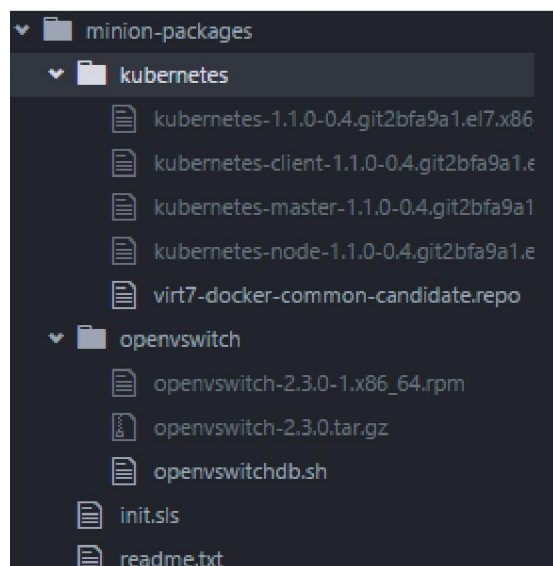 minion-packages
kubernetes
kubernetes-1.1.0-0.4.git2bfa9a1.el7.x86
kubernetes-client-1.1.0-0.4.git2bfa9a1.e
kubernetes-master-1.1.0-0.4.git2bfa9a1
kubernetes-node-1.1.0-0.4.git2bfa9a1.e
virt7-docker-common-candidate.repo
openvswitch
openvswitch-2.3.0-1.x86_64.rpm
openvswitch-2.3.0.tar.gz
openvswitchdb.sh
init.sls
readme.txt